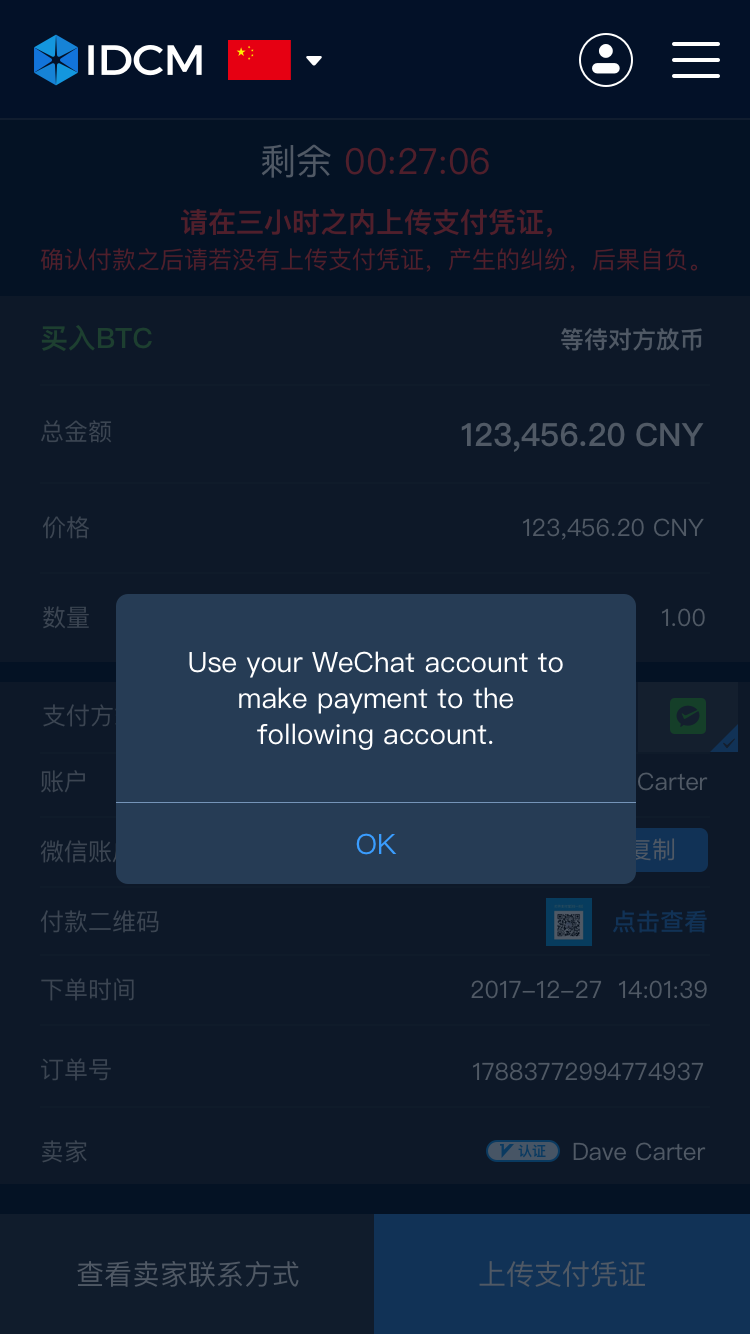 IDCM
剩余 00:27:06
请在三小时之内上传支付凭证，
确认付款之后请若没有上传支付凭证，产生的纠纷，后果自负。
买入BTC 等待对方放币
总金额 123,456.20 CNY
价格 123,456.20 CNY
数量 1.00
Use your WeChat account to
make payment to the
following account.
OK
支付方
账户 Carter
微信账 复制
付款二维码 点击查看
下单时间 2017-12-27 14:01:39
订单号 17883772994774937
卖家 V 认证 Dave Carter
查看卖家联系方式 上传支付凭证